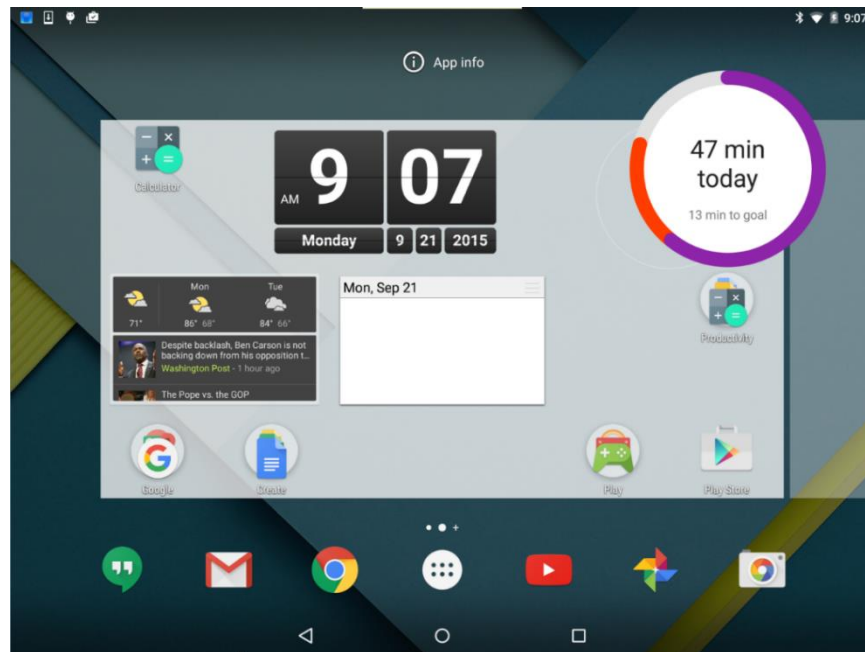 9:07
App info
Calculator
AM 9 07
Monday 9 21 2015
47 min
today
13 min to goal
Mon Tue
71° 86° 68° 84° 66°
Despite backlash, Ben Carson is not
backing down from his opposition t...
Washington Post - 1 hour ago
The Pope vs. the GOP
Mon, Sep 21
Productivity
Google
Create
Play
Play Store